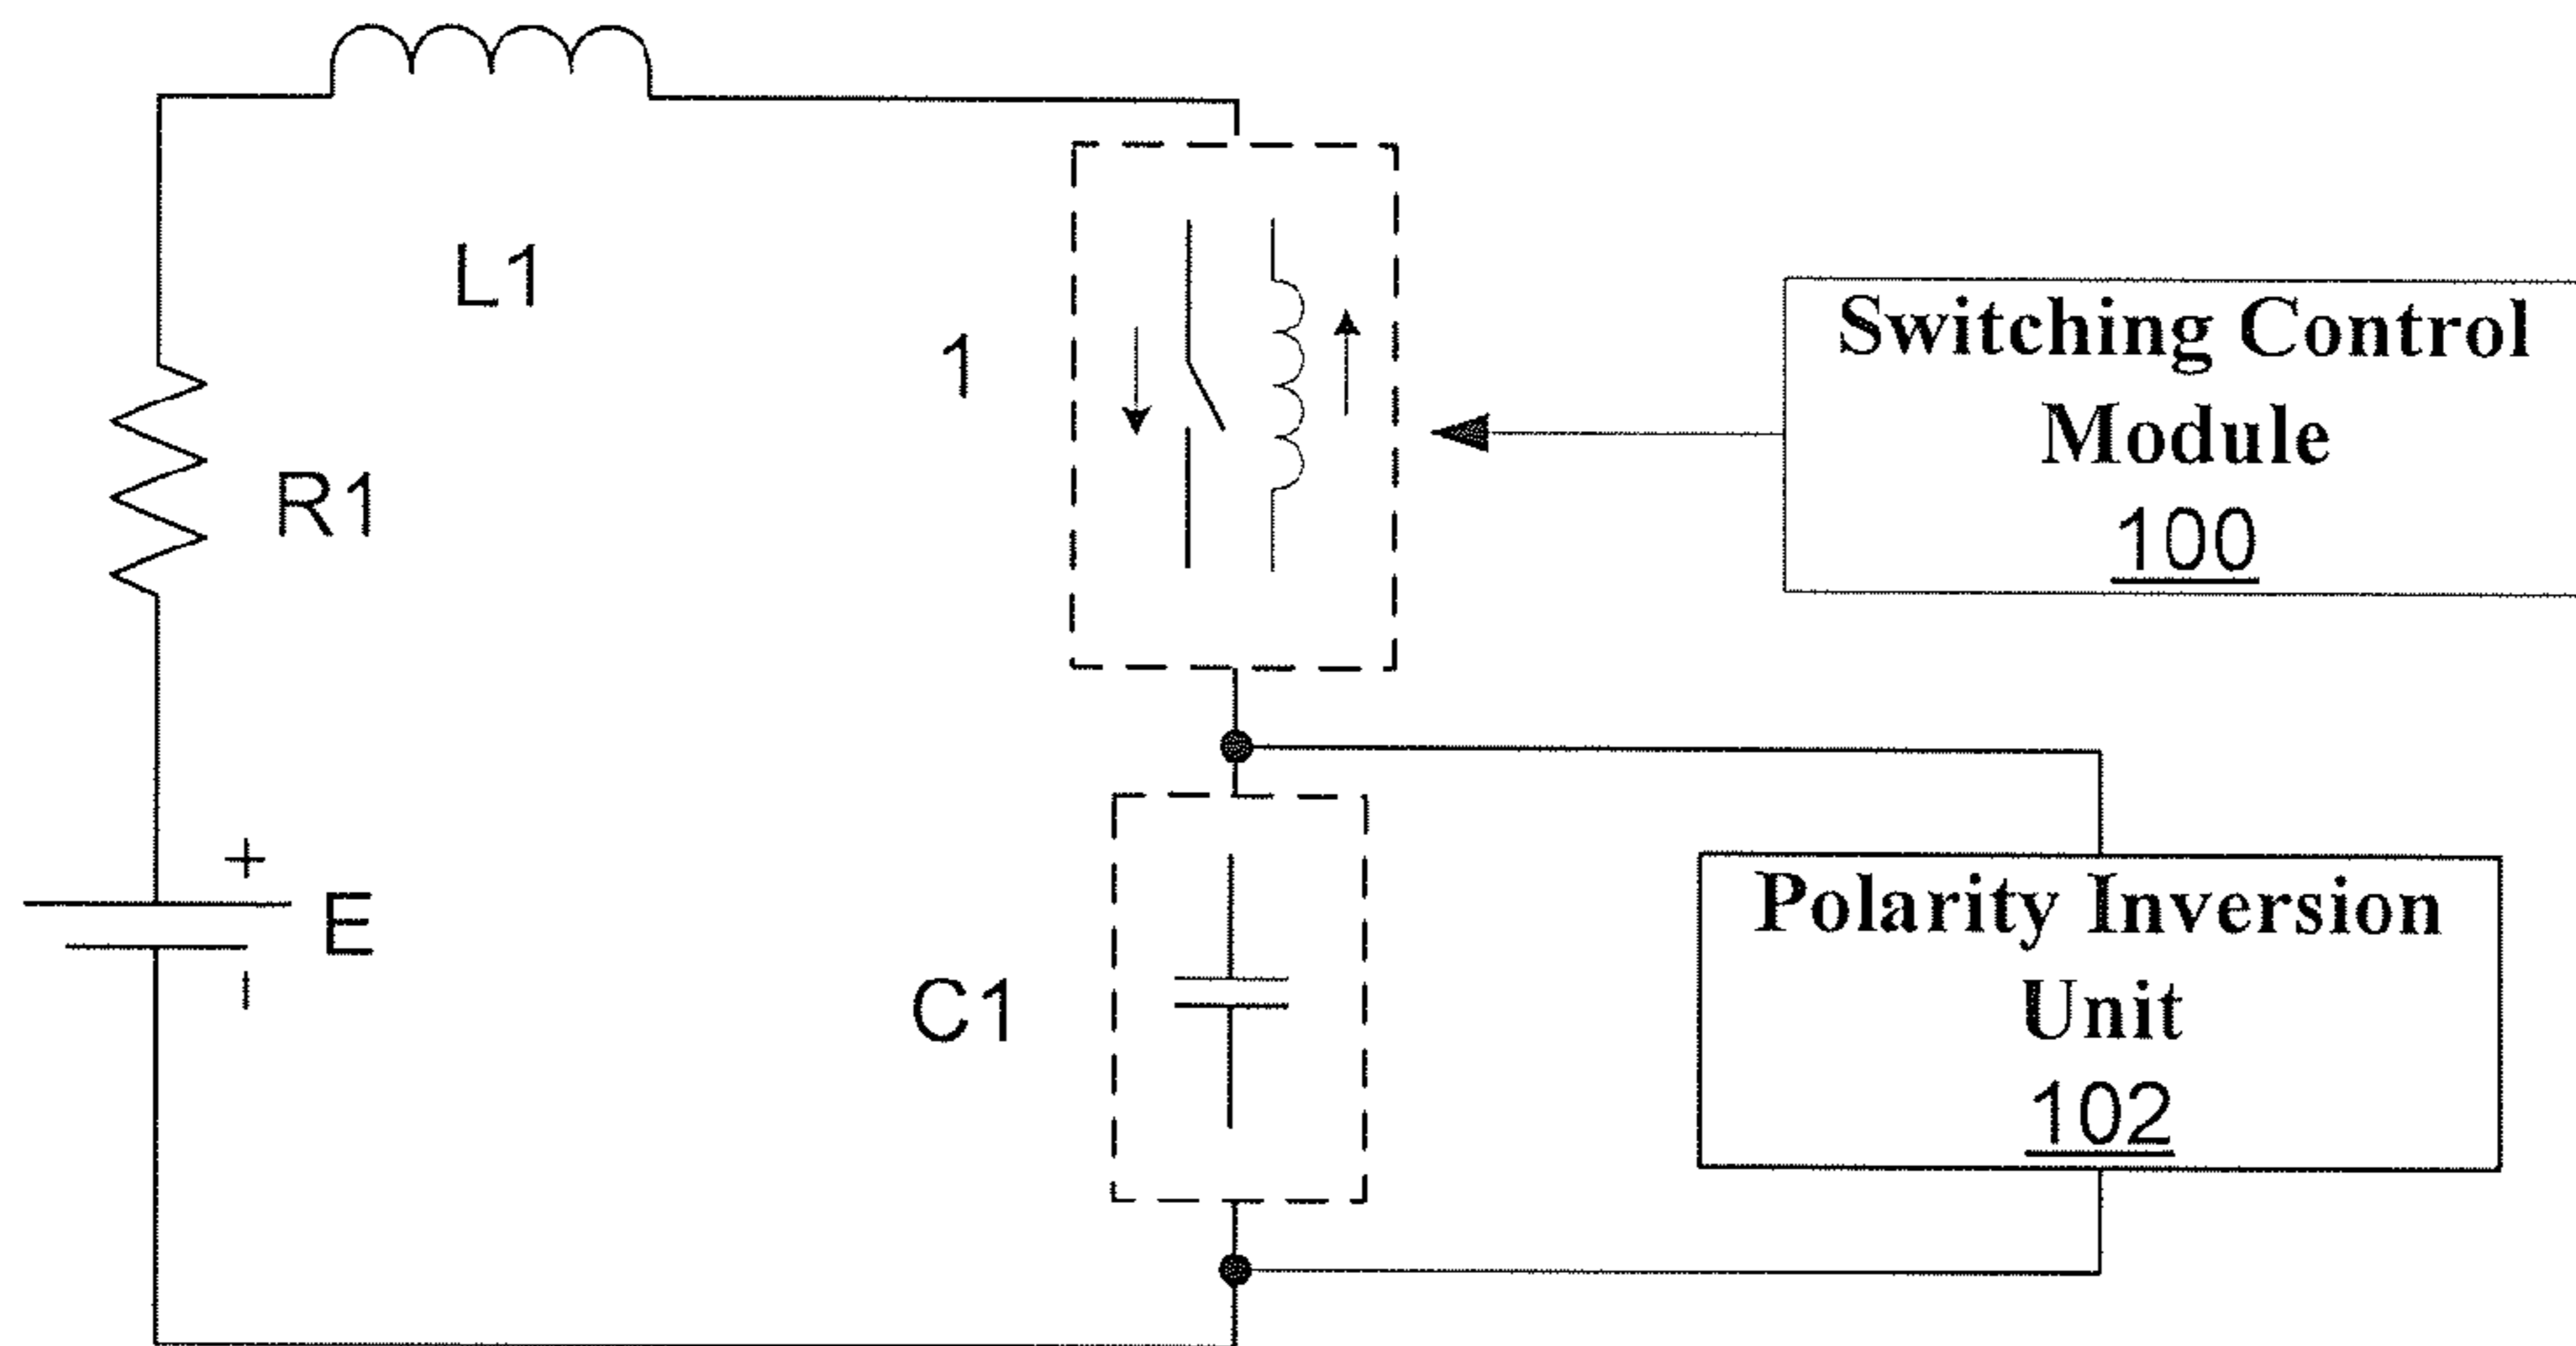 L1
1
Switching Control
Module
100
R1
+
E
-
C1
Polarity Inversion
Unit
102